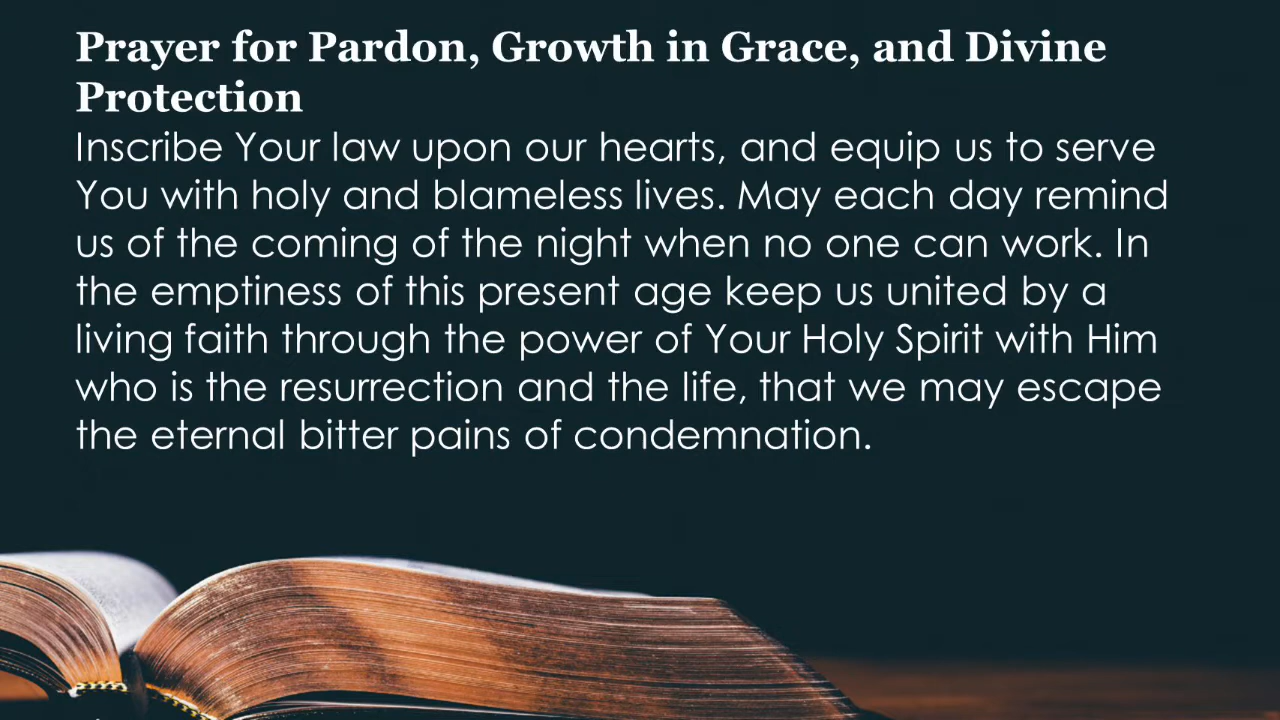 Prayer for Pardon, Growth in Grace, and Divine
Protection
Inscribe Your law upon our hearts, and equip us to serve
You with holy and blameless lives. May each day remind
us of the coming of the night when no one can work. In
the emptiness of this present age keep us united by a
living faith through the power of Your Holy Spirit with Him
who is the resurrection and the life, that we may escape
the eternal bitter pains of condemnation.